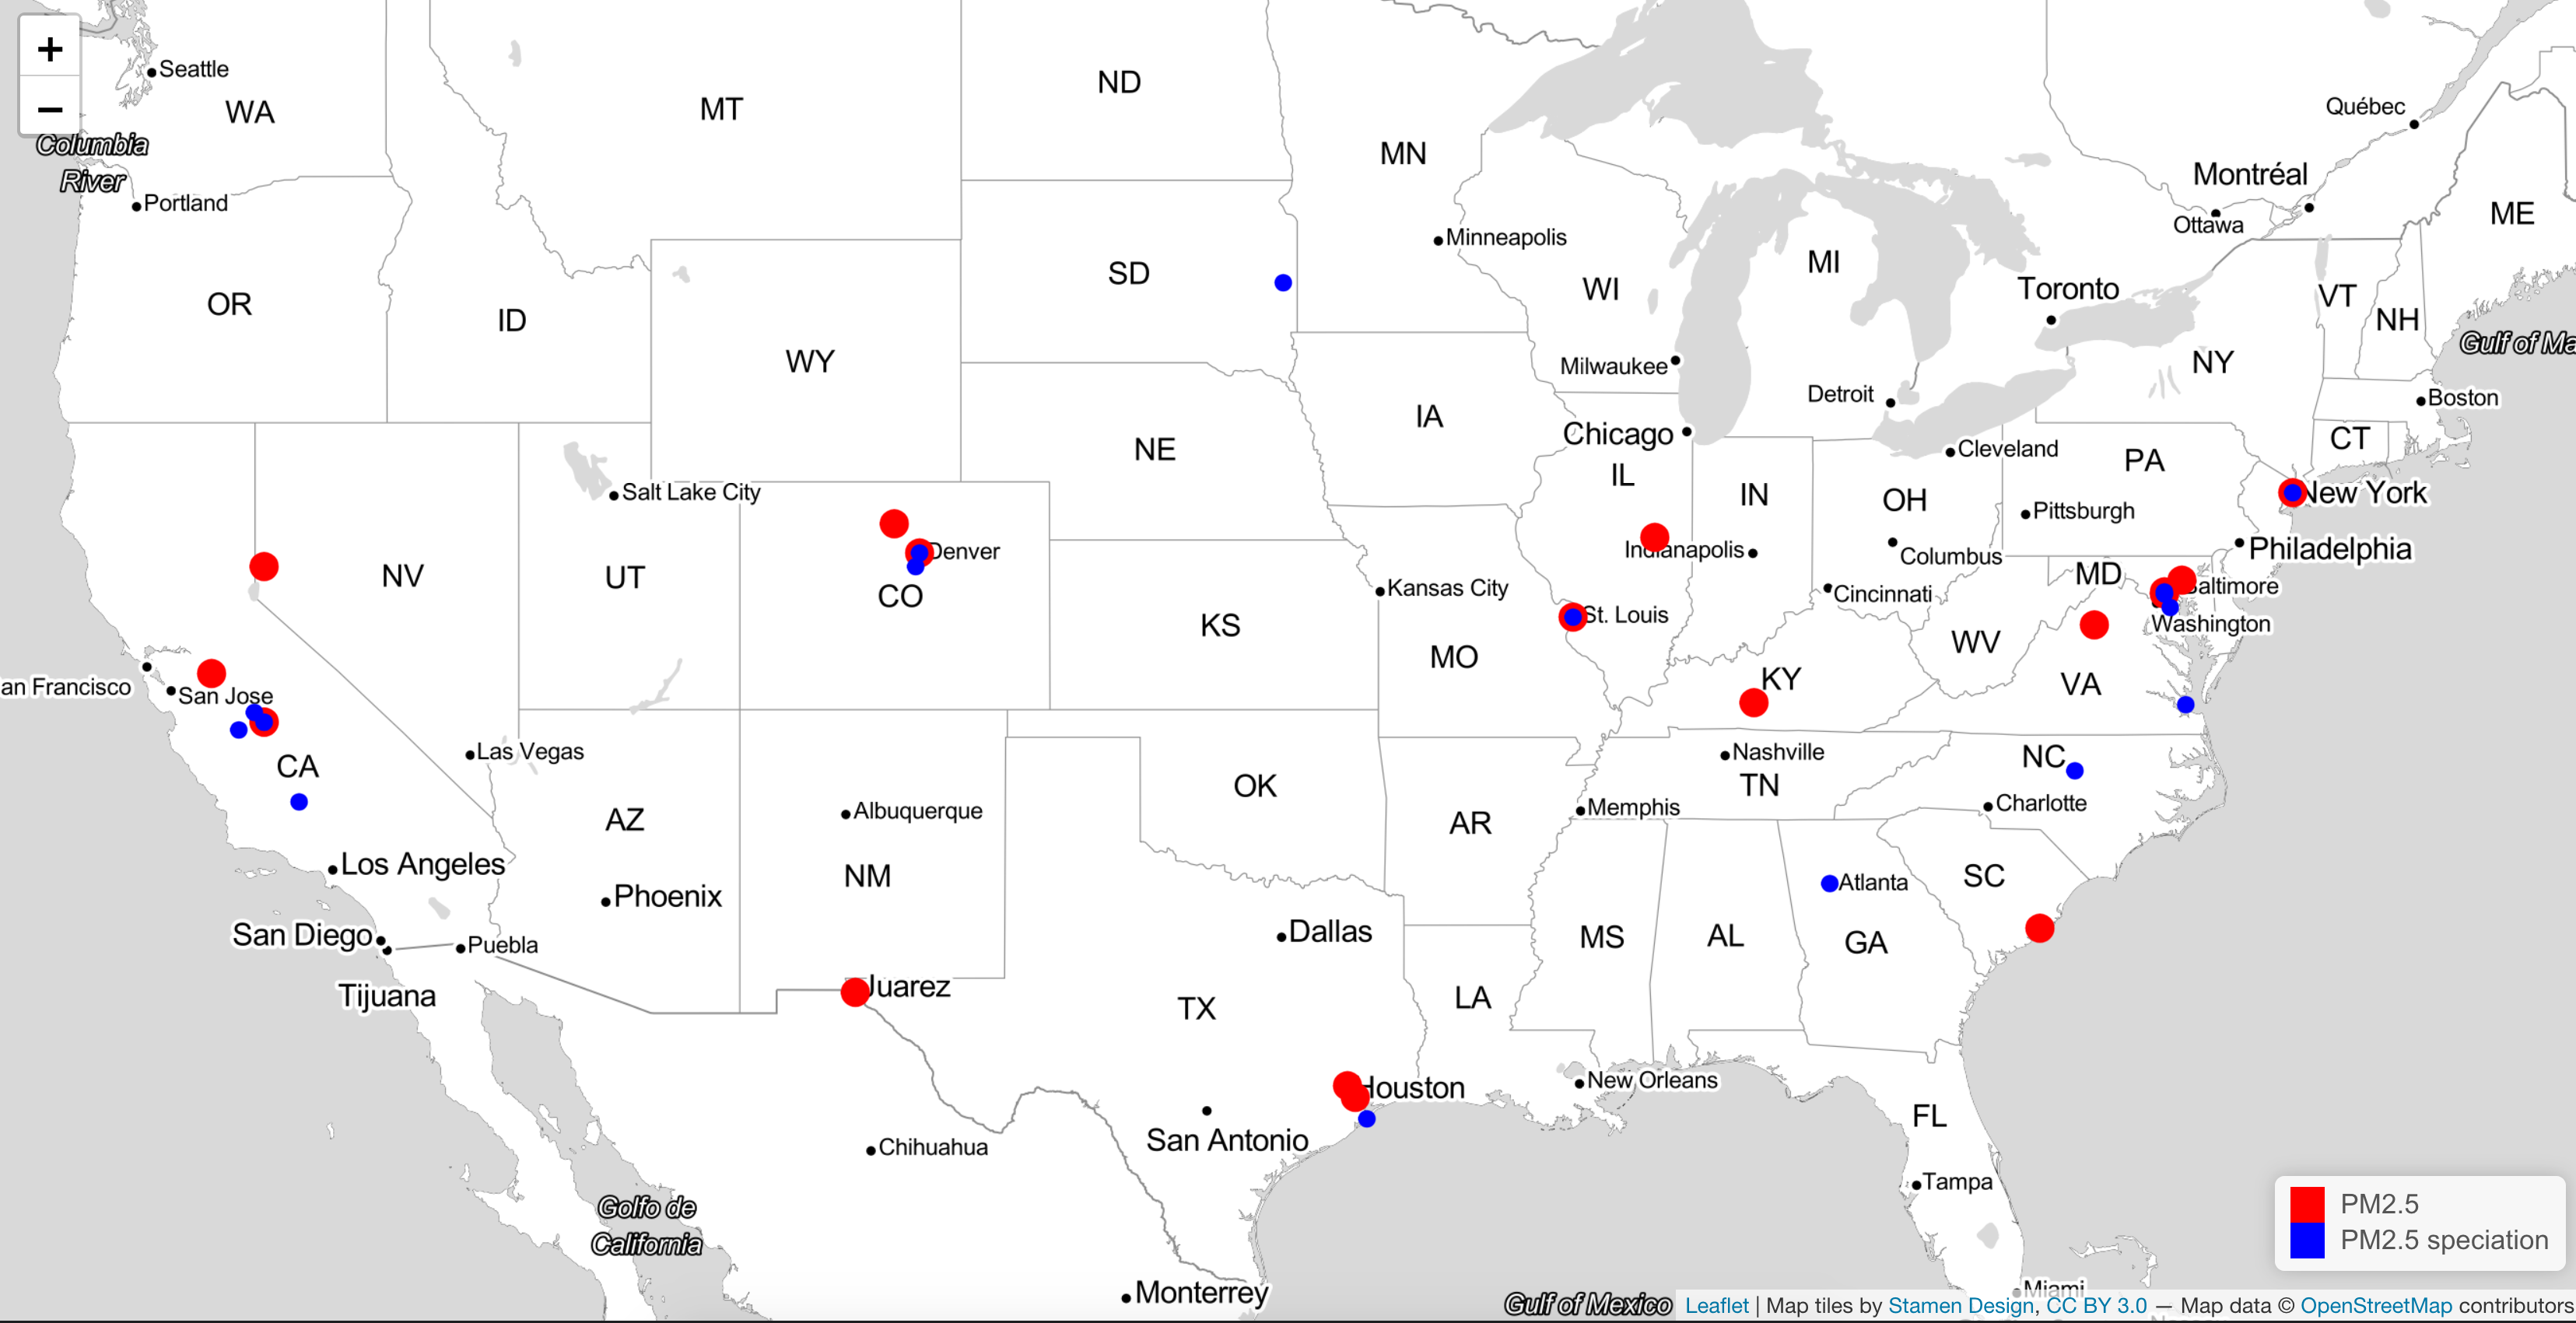 +
−
Seattle
WA
Columbia
River
Portland
OR
ID
MT
ND
MN
SD
WY
Minneapolis
WI
MI
Québec
Montréal
Ottawa
ME
Toronto
VT
NH
Gulf of Ma
NY
Milwaukee
Detroit
Boston
IA
Chicago
IL
Cleveland
CT
PA
NE
Salt Lake City
IN
OH
New York
Pittsburgh
Denver
Indianapolis
Columbus
Philadelphia
NV
UT
CO
Kansas City
Cincinnati
MD
Baltimore
St. Louis
Washington
KS
MO
WV
KY
VA
an Francisco
San Jose
CA
Las Vegas
Nashville
TN
NC
Charlotte
OK
AR
Memphis
AZ
Albuquerque
NM
Los Angeles
Phoenix
Atlanta
SC
San Diego
Puebla
Dallas
MS
AL
GA
Tijuana
Juarez
TX
LA
Houston
New Orleans
San Antonio
Chihuahua
FL
Tampa
Golfo de
California
Monterrey
Gulf of Mexico
Miami
PM2.5
PM2.5 speciation
Leaflet | Map tiles by Stamen Design, CC BY 3.0 — Map data © OpenStreetMap contributors